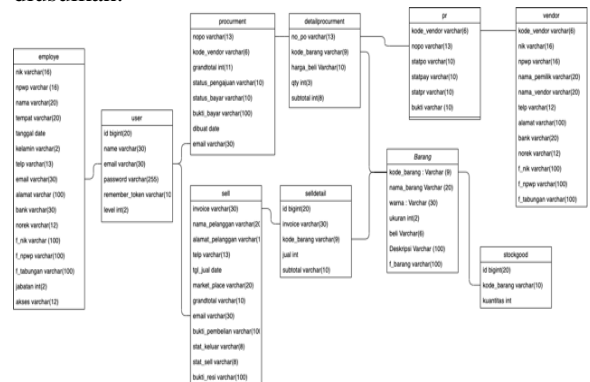 employe
nik varchar(16)
npwp varchar (16)
nama varchar(20)
tempat varchar(20)
tanggal date
kelamin varchar(2)
telp varchar(13)
email varchar(30)
alamat varchar (100)
bank varchar(30)
norek varchar(12)
f_nik varchar (100)
f_npwp varchar(100)
f_tabungan varchar(100)
jabatan int(2)
akses varchar(12)
user
id bigint(20)
name varchar(30)
email varchar(30)
password varchar(255)
remember_token varchar(10
level int(2)
procurment
nopo varchar(13)
kode_vendor varchar(6)
grandtotal int(11)
status_pengajuan varchar(10)
status_bayar varchar(10)
bukti_bayar varchar(100)
dibuat date
email varchar(30)
sell
invoice varchar(30)
nama_pelanggan varchar(20
alamat_pelanggan varchar(1
telp varchar(13)
tgl_jual date
market_place varchar(20)
grandtotal varchar(10)
email varchar(30)
bukti_pembelian varchar(10
stat_keluar varchar(8)
stat_sell varchar(8)
bukti_resi varchar(100)
detailprocurment
no_po varchar(13)
kode_barang varchar(9)
harga_beli Varchar(10)
qty int(3)
subtotal int(8)
selldetail
id bigint(20)
invoice varchar(30)
kode_barang varchar(9)
jual int
subtotal varchar(10)
pr
kode_vendor varchar(6)
nopo varchar(13)
statpo varchar(10)
statpay varchar(10)
statpr varchar(10)
bukti varchar (10)
Barang
kode_barang : Varchar (9)
nama_barang Varchar (20)
warna : Varchar (30)
ukuran int(2)
beli Varchar(6)
Deskripsi Varchar (100)
f_barang varchar(100)
vendor
kode_vendor varchar(6)
nik varchar(16)
npwp varchar(16)
nama_pemilik varchar(20)
nama_vendor varchar(20)
telp varchar(12)
alamat varchar(100)
bank varchar(20)
norek varchar(12)
f_nik varchar(100)
f_npwp varchar(100)
f_tabungan varchar(100)
stockgood
id bigint(20)
kode_barang varchar(10)
kuantitas int